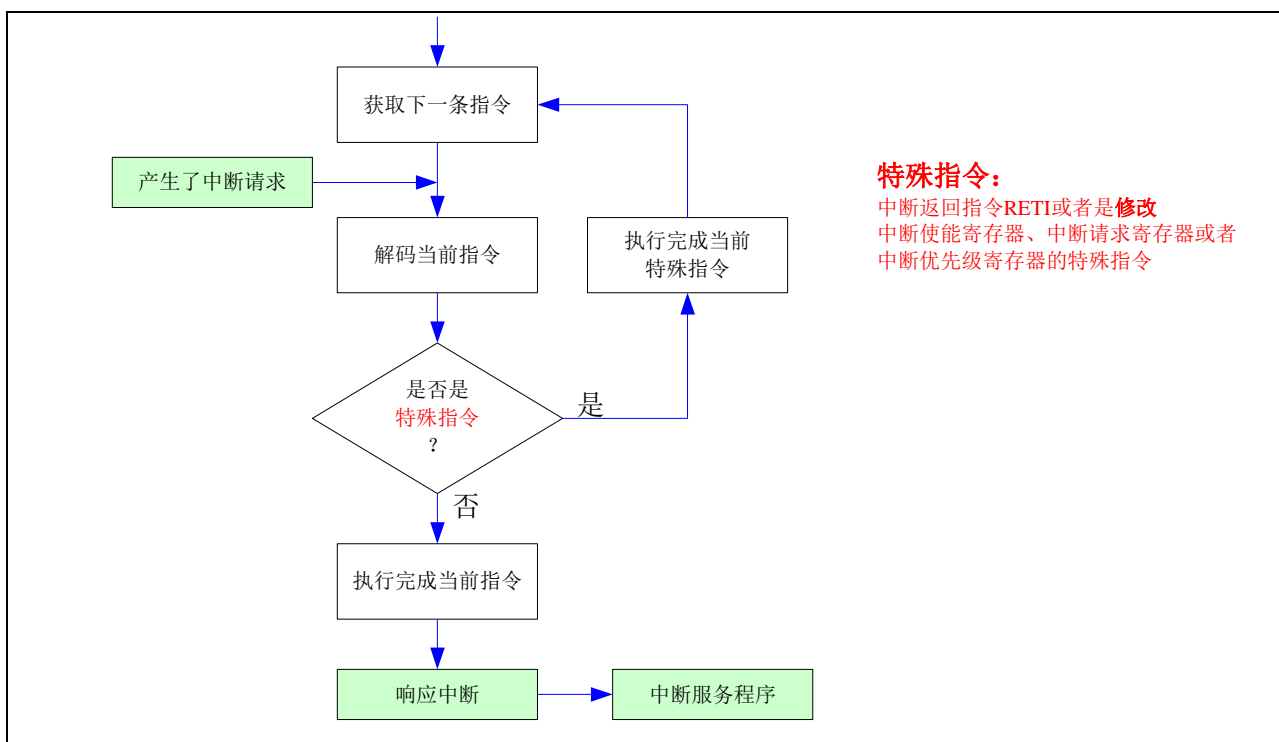 获取下一条指令
产生了中断请求
解码当前指令
执行完成当前
特殊指令
特殊指令：
中断返回指令RETI或者是修改
中断使能寄存器、中断请求寄存器或者
中断优先级寄存器的特殊指令
是否是
特殊指令
？
是
否
执行完成当前指令
响应中断
中断服务程序